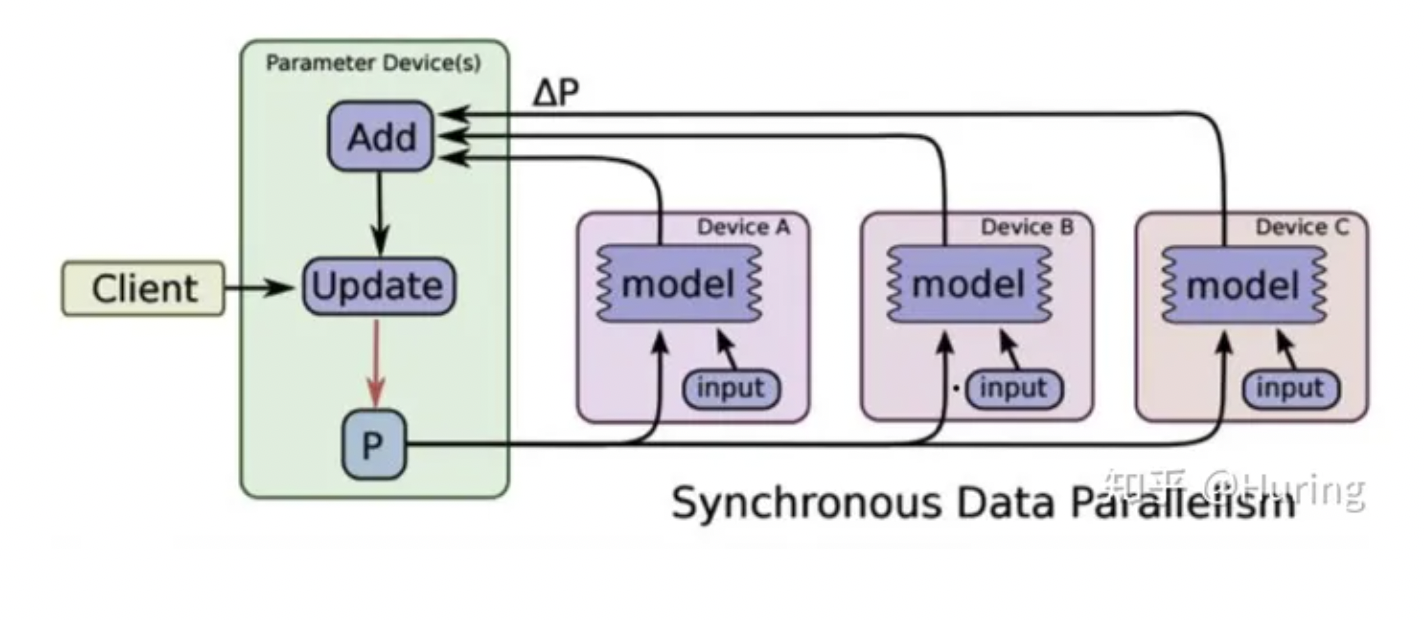 Parameter Device(s)
ΔP
Add
Device A
Device B
Device C
Client
Update
model
model
model
input
input
input
P
Synchronous Data Parallelism
知乎 @Huring